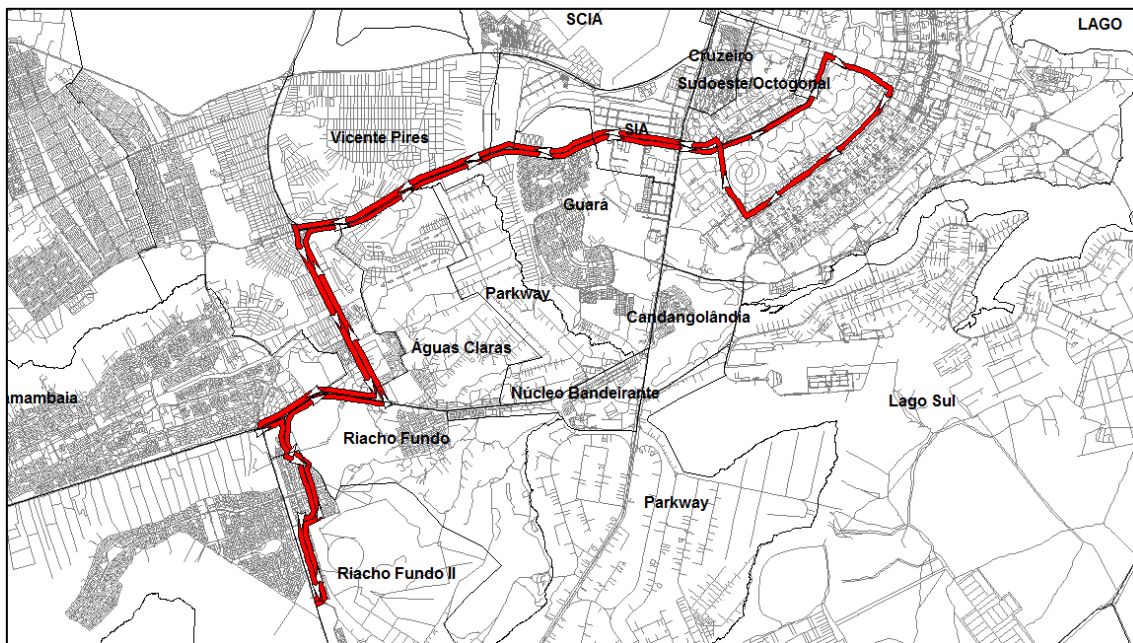 SCIA
LAGO
Cruzeiro
Sudoeste/Octogonal
SIA
Vicente Pires
Guará
Parkway
Candangolândia
Águas Claras
Núcleo Bandeirante
amambaia
Lago Sul
Riacho Fundo
Parkway
Riacho Fundo II